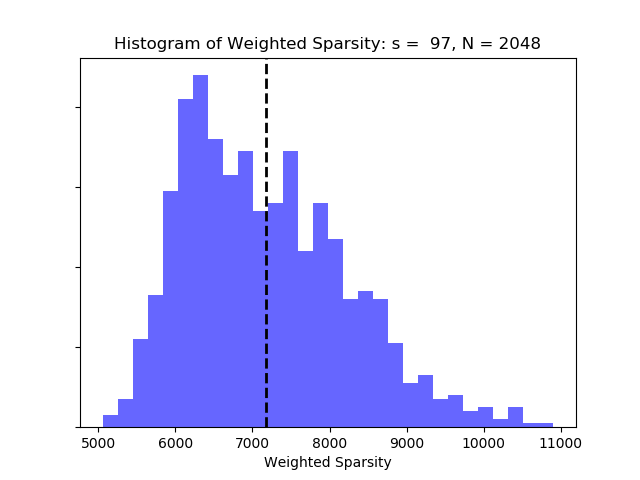 Histogram of Weighted Sparsity: s =  97, N = 2048
5000 6000 7000 8000 9000 10000 11000
Weighted Sparsity